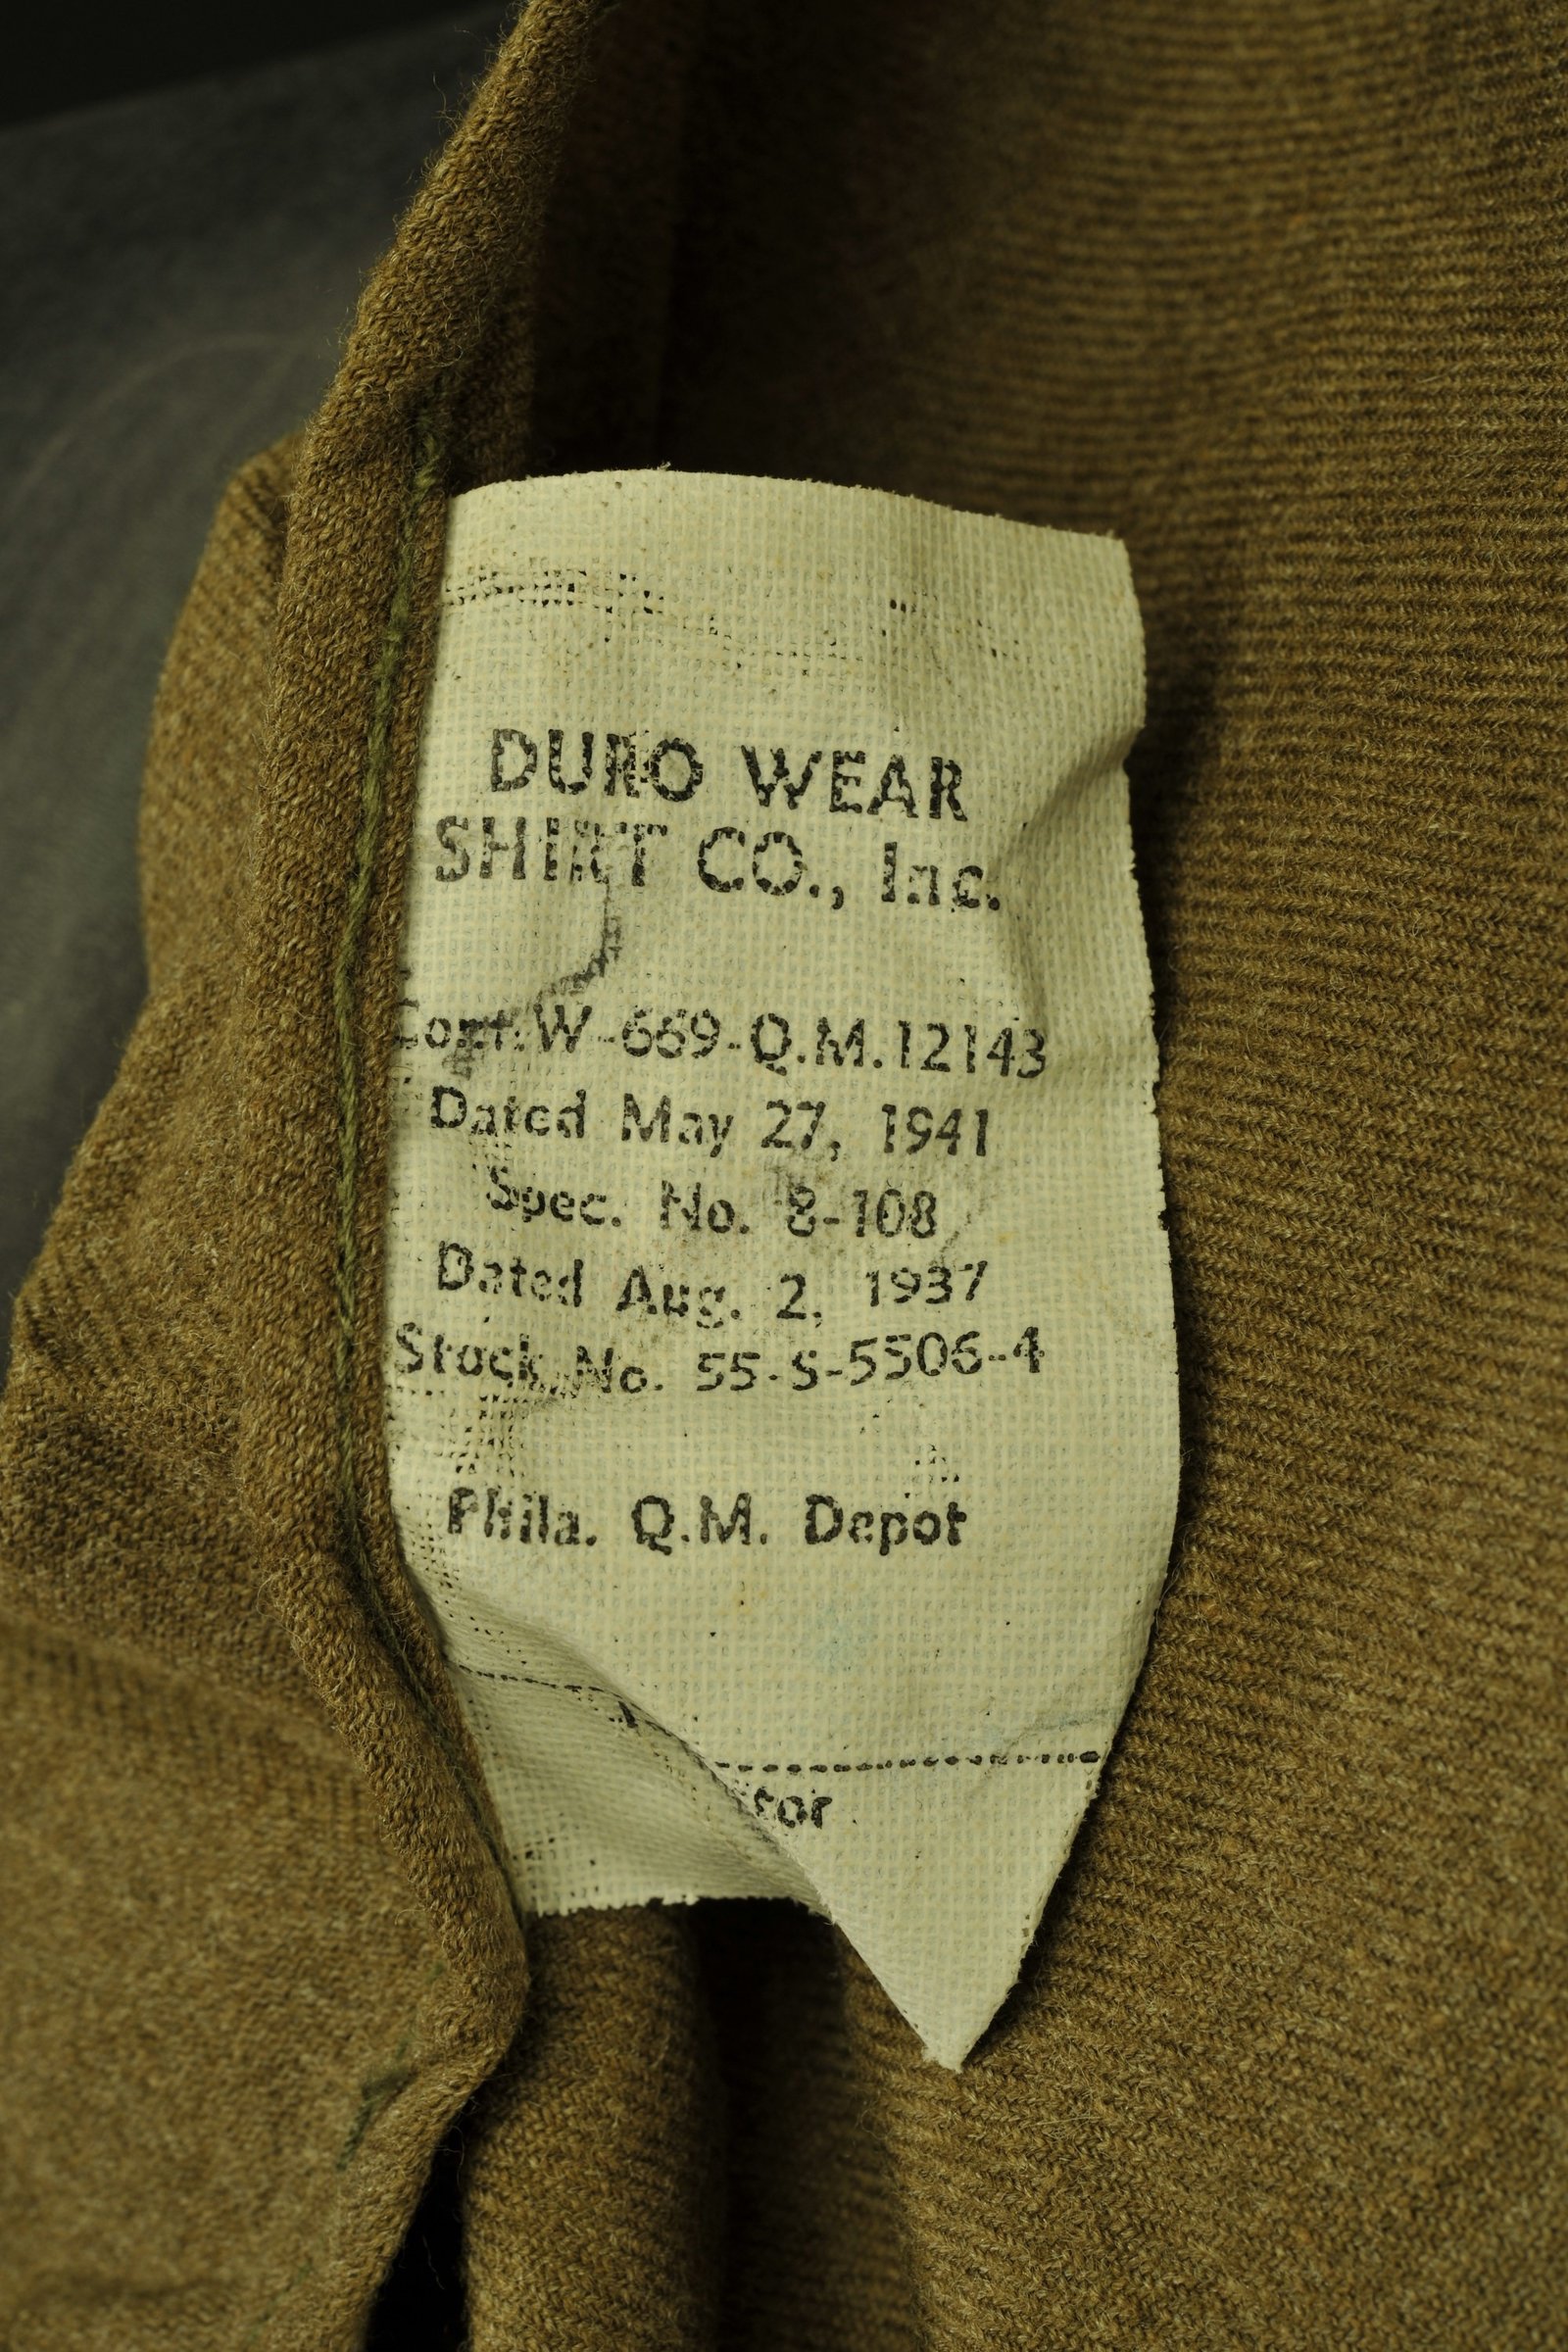 DURO WEAR
SHIRT CO., Inc.
Cont. W-669-Q.M.12143
Dated May 27, 1941
Spec. No. 8-108
Dated Aug. 2, 1937
Stock No. 55-S-5506-4
Phila. Q.M. Depot